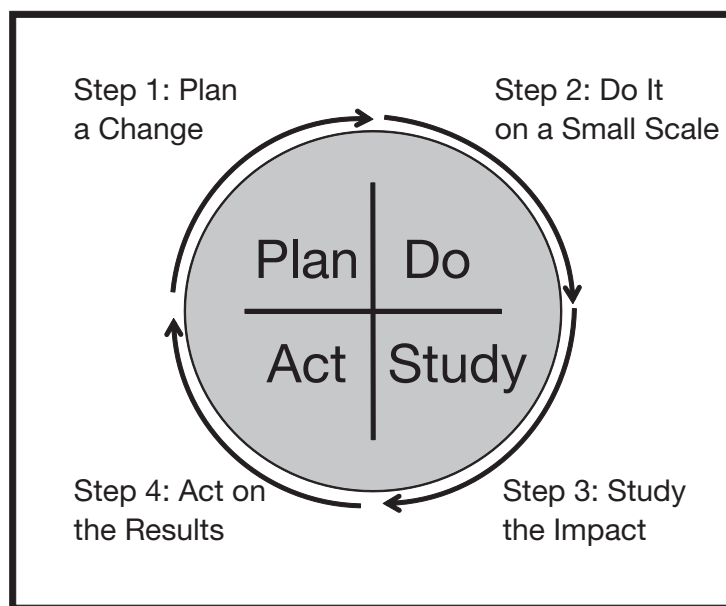 Step 1: Plan
a Change
Step 2: Do It
on a Small Scale
Plan
Do
Act
Study
Step 4: Act on
the Results
Step 3: Study
the Impact